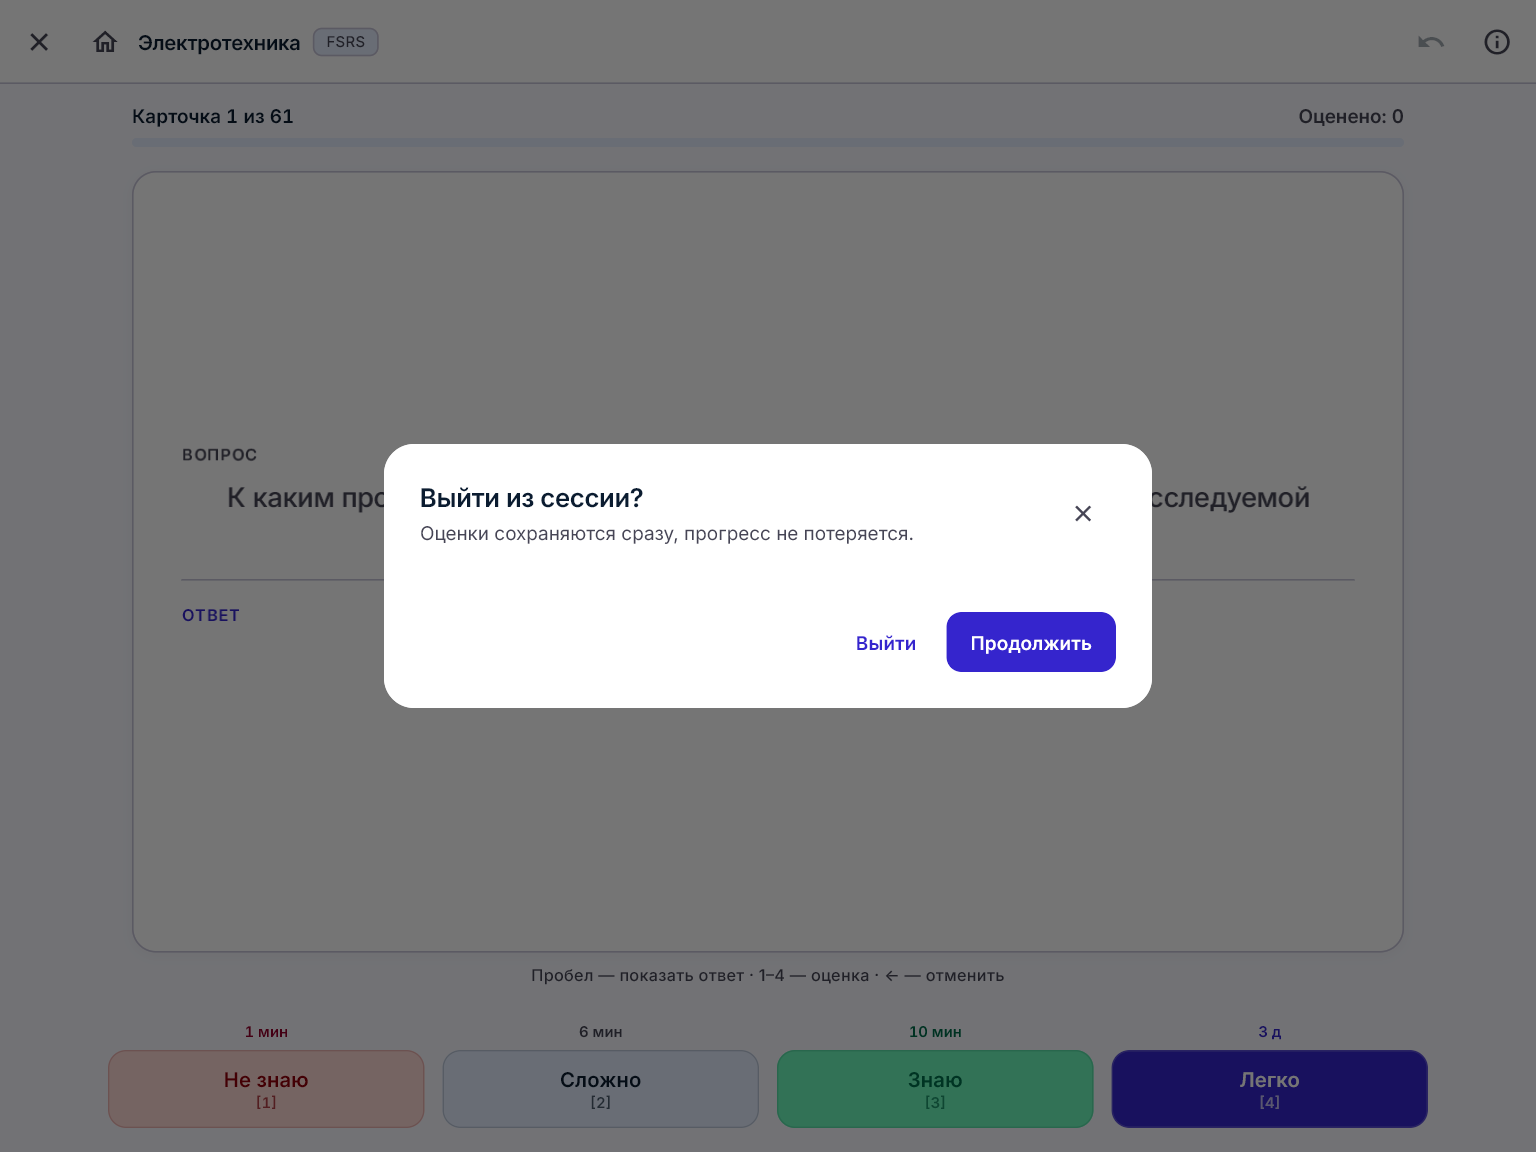 Электротехника FSRS
Карточка 1 из 61
Оценено: 0
ВОПРОС
К каким
сследуемой
Выйти из сессии?
Оценки сохраняются сразу, прогресс не потеряется.
ОТВЕТ
Выйти
Продолжить
Пробел — показать ответ · 1–4 — оценка · ← — отменить
1 мин
6 мин
10 мин
3 д
Не знаю
Сложно
Знаю
Легко
[1]
[2]
[3]
[4]